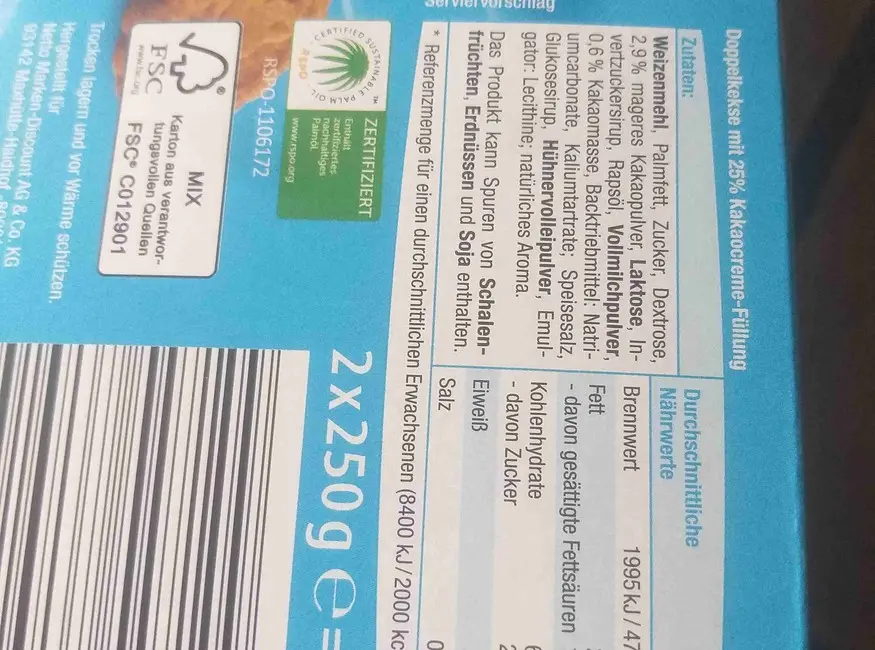 Serviervorschlag
Doppelkekse mit 25% Kakaocreme-Füllung
Zutaten:
Weizenmehl, Palmfett, Zucker, Dextrose,
2,9 % mageres Kakaopulver, Laktose, In-
vertzuckersirup, Rapsöl, Vollmilchpulver,
0,6 % Kakaomasse, Backtriebmittel: Natri-
umcarbonate, Kaliumtartrate; Speisesalz,
Glukosesirup, Hühnervolleipulver, Emul-
gator: Lecithine; natürliches Aroma.
Das Produkt kann Spuren von Schalen-
früchten, Erdnüssen und Soja enthalten.
Durchschnittliche
Nährwerte
Brennwert 1995 kJ / 47
Fett
- davon gesättigte Fettsäuren
Kohlenhydrate
- davon Zucker
Eiweiß
Salz 0
* Referenzmenge für einen durchschnittlichen Erwachsenen (8400 kJ / 2000 kc
CERTIFIED SUSTAINABLE PALM OIL
RSPO
TM
ZERTIFIZIERT
Enthält
zertifiziertes
nachhaltiges
Palmöl.
www.rspo.org
RSPO-1106172
2 x 250 g e =
®
FSC
www.fsc.org
MIX
Karton aus verantwor-
tungsvollen Quellen
FSC® C012901
Trocken lagern und vor Wärme schützen.
Hergestellt für
Netto Marken-Discount AG & Co. KG
93142 Maxhütte-Haidhof